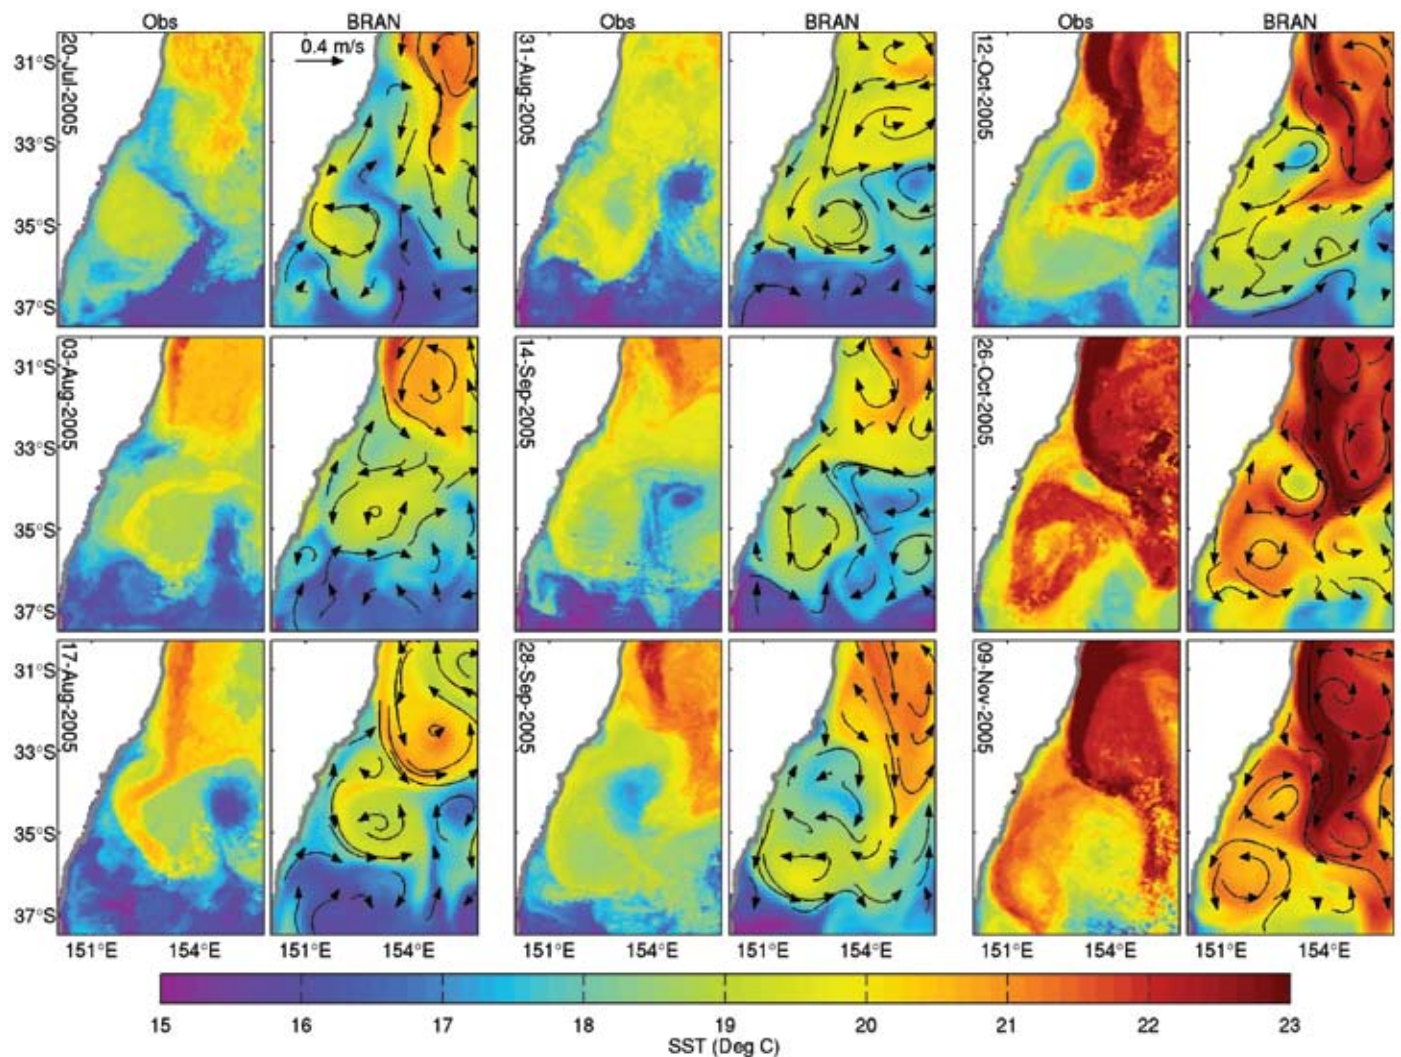 Obs BRAN Obs BRAN Obs BRAN
0.4 m/s
20-Jul-2005
31-Aug-2005
12-Oct-2005
31°S
33°S
35°S
37°S
03-Aug-2005
14-Sep-2005
26-Oct-2005
31°S
33°S
35°S
37°S
17-Aug-2005
28-Sep-2005
09-Nov-2005
31°S
33°S
35°S
37°S
151°E 154°E 151°E 154°E 151°E 154°E 151°E 154°E 151°E 154°E 151°E 154°E
15 16 17 18 19 20 21 22 23
SST (Deg C)